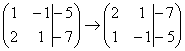 (1 -1 | -5) → (2 1 | -7)
(2 1 | -7) (1 -1 | -5)